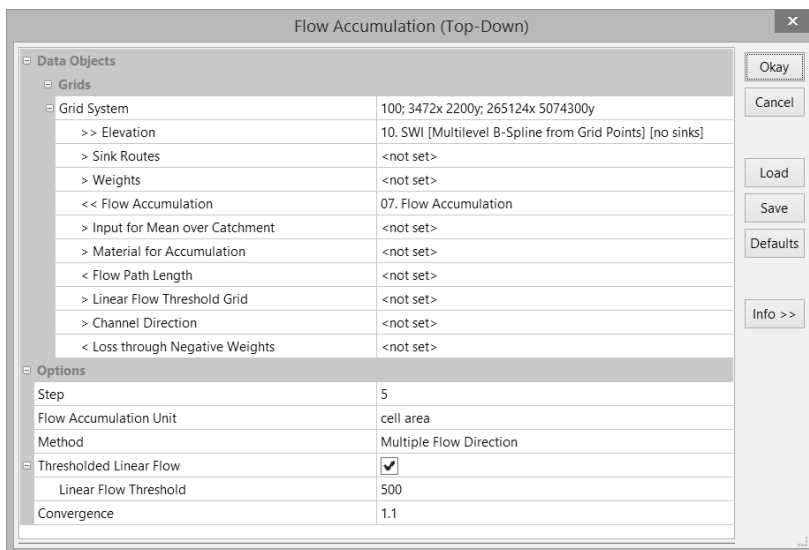 Flow Accumulation (Top-Down)
Data Objects
Grids
Grid System 100; 3472x 2200y; 265124x 5074300y
>> Elevation 10. SWI [Multilevel B-Spline from Grid Points] [no sinks]
> Sink Routes <not set>
> Weights <not set>
<< Flow Accumulation 07. Flow Accumulation
> Input for Mean over Catchment <not set>
> Material for Accumulation <not set>
< Flow Path Length <not set>
> Linear Flow Threshold Grid <not set>
> Channel Direction <not set>
< Loss through Negative Weights <not set>
Options
Step 5
Flow Accumulation Unit cell area
Method Multiple Flow Direction
Thresholded Linear Flow
Linear Flow Threshold 500
Convergence 1.1
Okay
Cancel
Load
Save
Defaults
Info >>